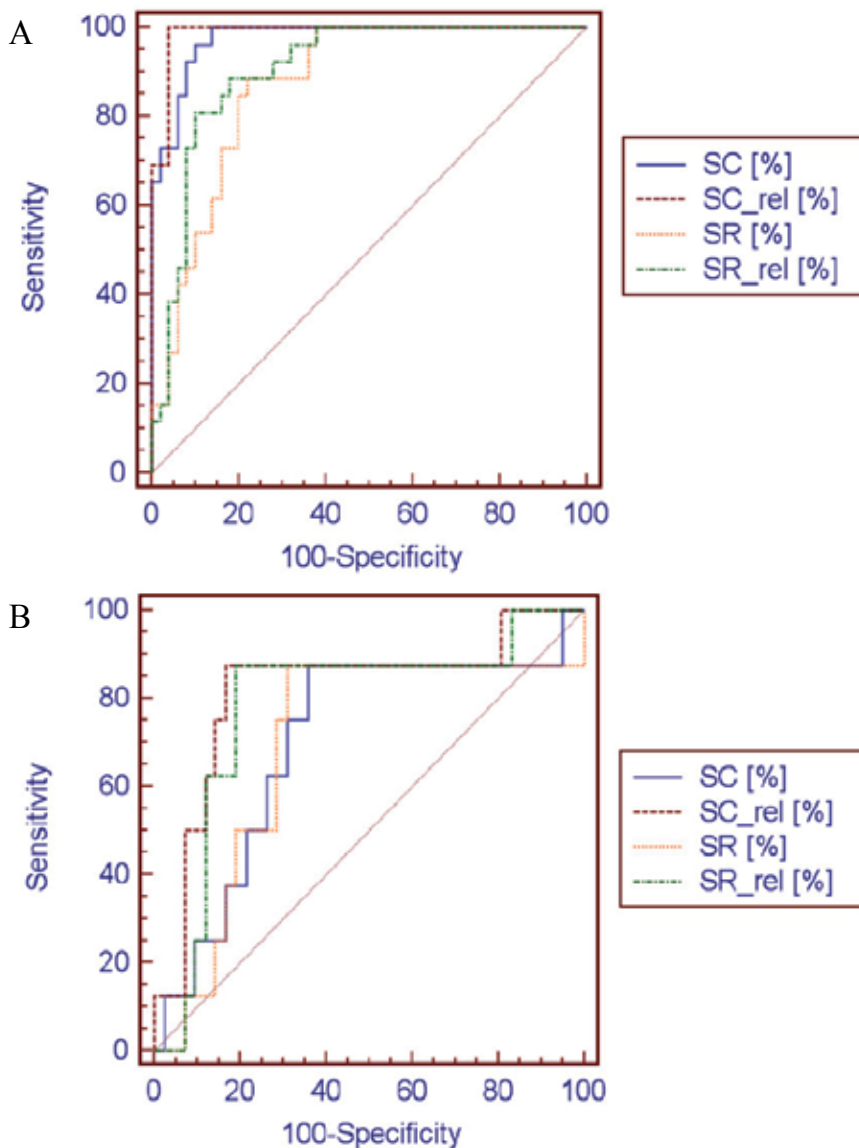 A
100
80
60
40
20
0
Sensitivity
0 20 40 60 80 100
100-Specificity
SC [%]
SC_rel [%]
SR [%]
SR_rel [%]
B
100
80
60
40
20
0
Sensitivity
0 20 40 60 80 100
100-Specificity
SC [%]
SC_rel [%]
SR [%]
SR_rel [%]